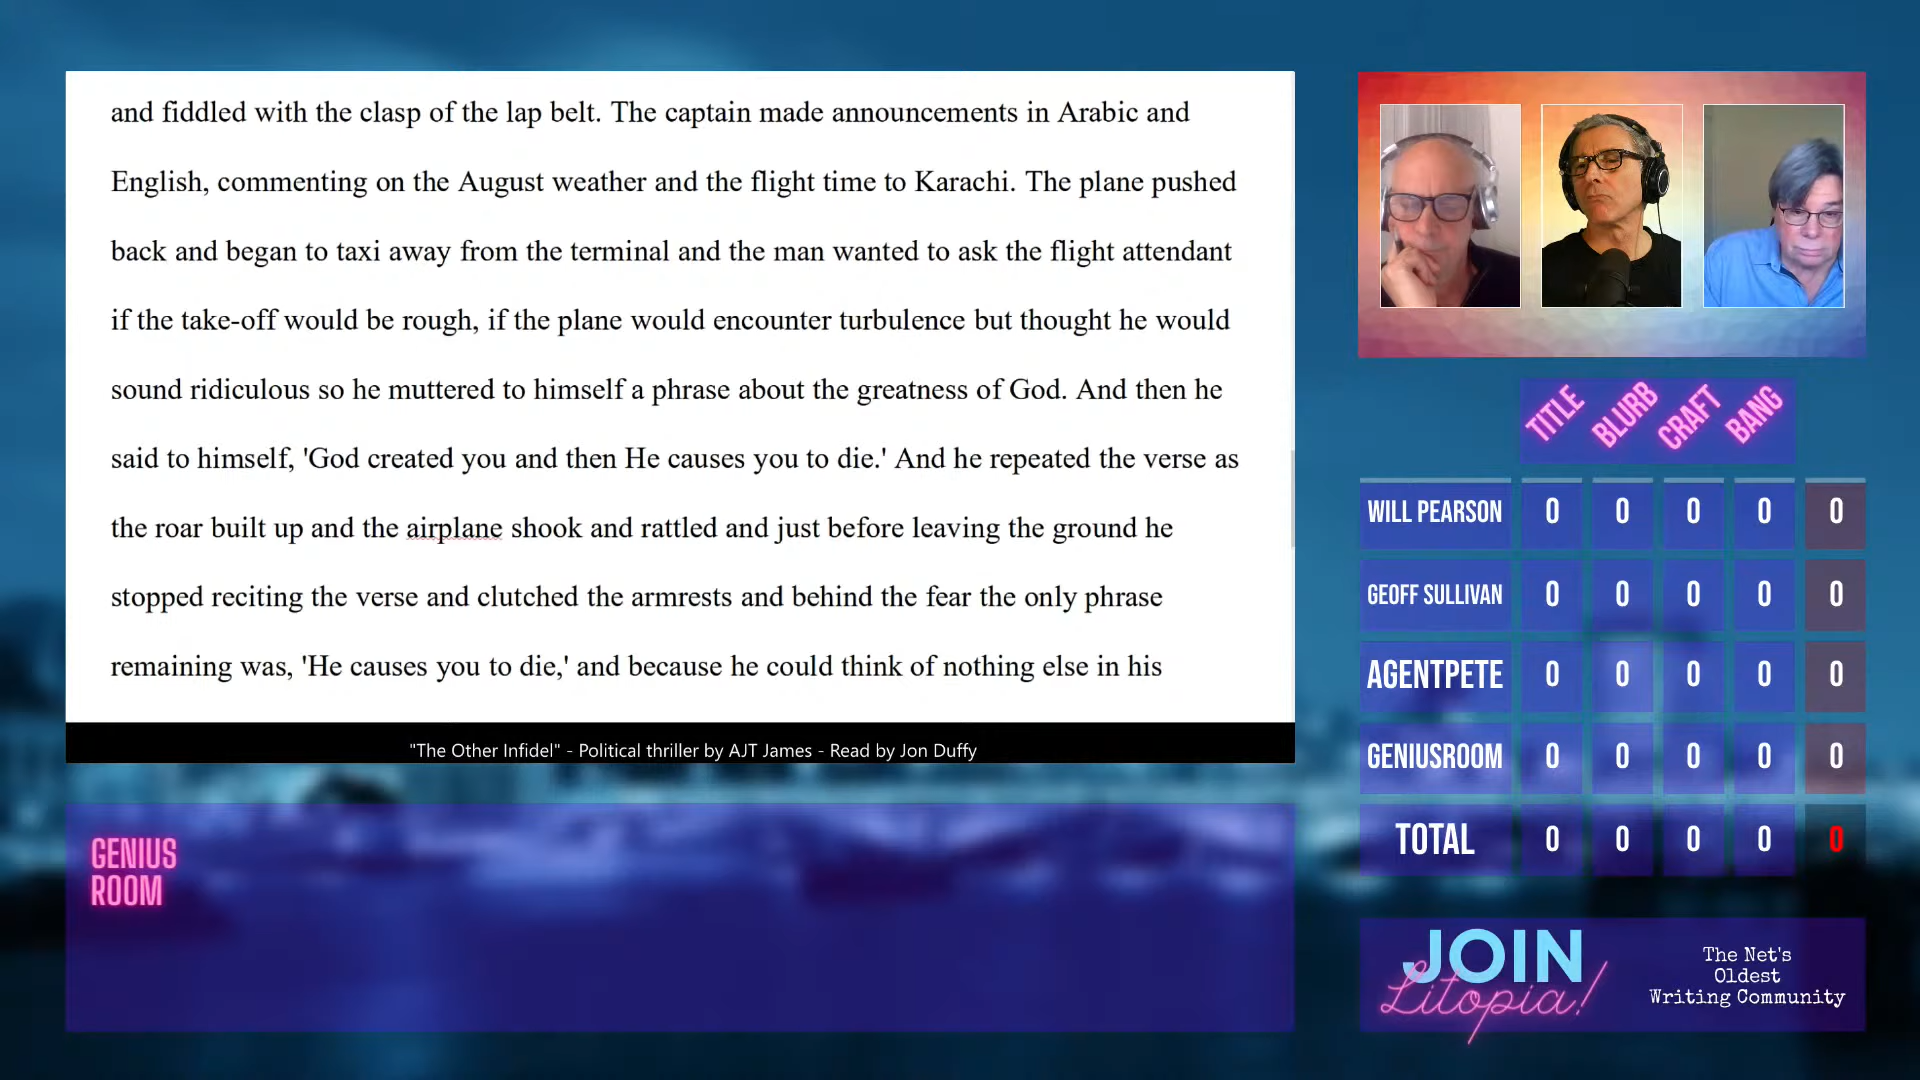 and fiddled with the clasp of the lap belt. The captain made announcements in Arabic and
English, commenting on the August weather and the flight time to Karachi. The plane pushed
back and began to taxi away from the terminal and the man wanted to ask the flight attendant
if the take-off would be rough, if the plane would encounter turbulence but thought he would
sound ridiculous so he muttered to himself a phrase about the greatness of God. And then he
said to himself, 'God created you and then He causes you to die.' And he repeated the verse as
the roar built up and the airplane shook and rattled and just before leaving the ground he
stopped reciting the verse and clutched the armrests and behind the fear the only phrase
remaining was, 'He causes you to die,' and because he could think of nothing else in his
"The Other Infidel" - Political thriller by AJT James - Read by Jon Duffy
GENIUS
ROOM
TITLE BLURB CRAFT BANG
WILL PEARSON 0 0 0 0 0
GEOFF SULLIVAN 0 0 0 0 0
AGENTPETE 0 0 0 0 0
GENIUSROOM 0 0 0 0 0
TOTAL 0 0 0 0 0
JOIN
Litopia!
The Net's
Oldest
Writing Community